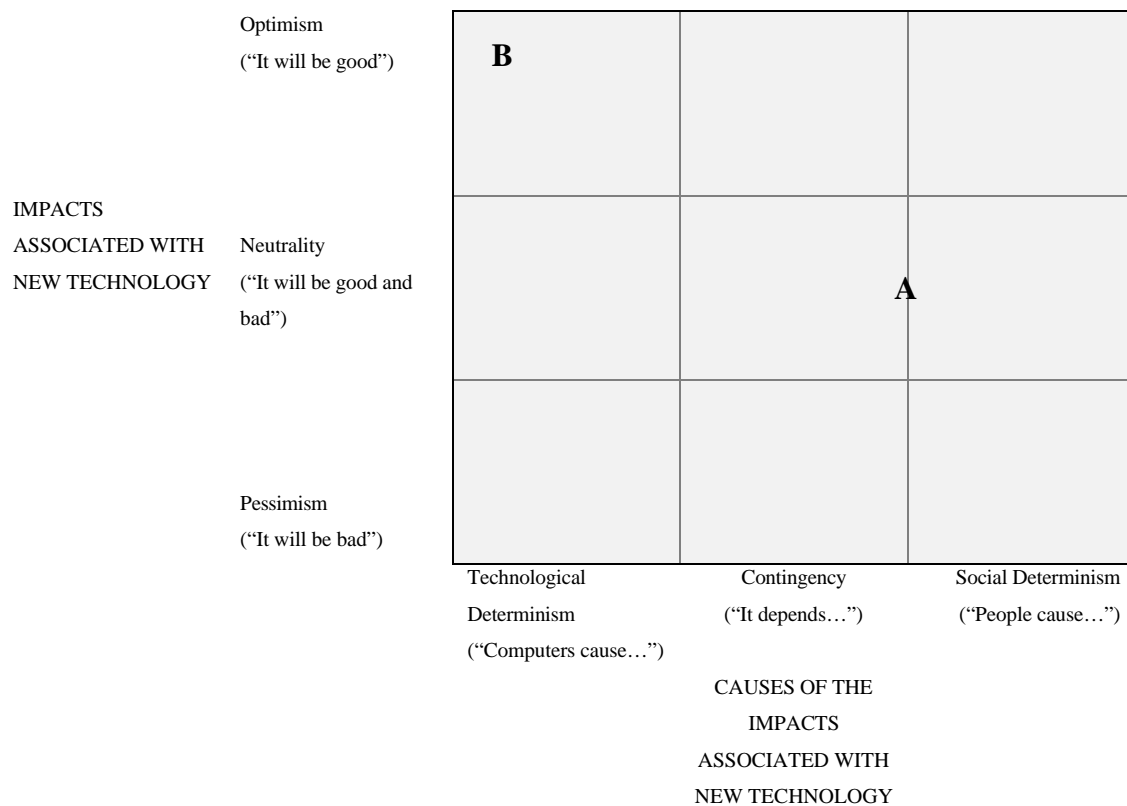 Optimism
(“It will be good”)
B
IMPACTS
ASSOCIATED WITH
NEW TECHNOLOGY
Neutrality
(“It will be good and
bad”)
A
Pessimism
(“It will be bad”)
Technological
Determinism
(“Computers cause…”)
Contingency
(“It depends…”)
Social Determinism
(“People cause…”)
CAUSES OF THE
IMPACTS
ASSOCIATED WITH
NEW TECHNOLOGY